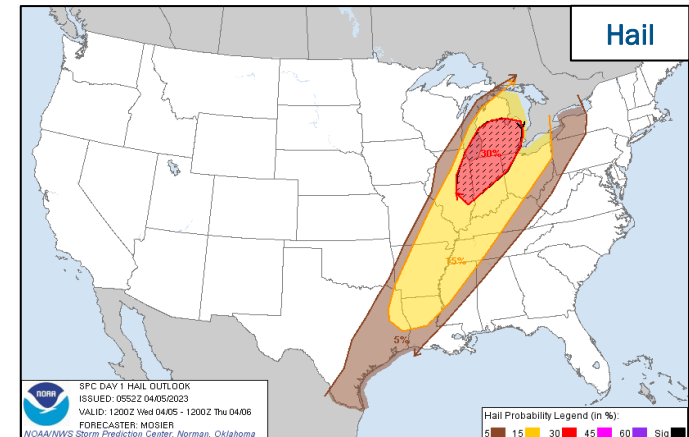 Hail
30%
15%
5%
NOAA
SPC DAY 1 HAIL OUTLOOK
ISSUED: 0552Z 04/05/2023
VALID: 1200Z Wed 04/05 - 1200Z Thu 04/06
FORECASTER: MOSIER
NOAA/NWS Storm Prediction Center, Norman, Oklahoma
Hail Probability Legend (in %):
5 15 30 45 60 Sig